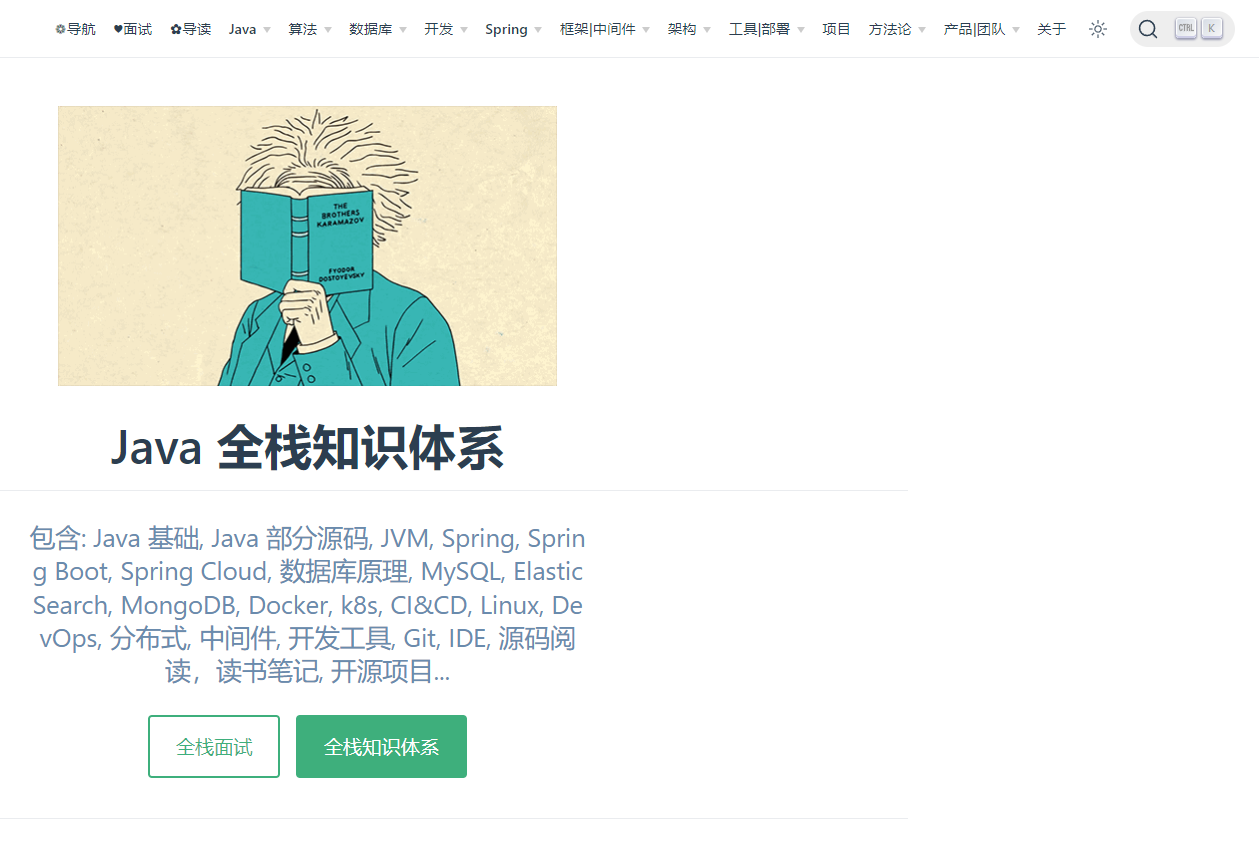 ❁导航 ♥面试 ✿导读 Java 算法 数据库 开发 Spring 框架|中间件 架构 工具|部署 项目 方法论 产品|团队 关于 CTRL K
THE
BROTHERS
KARAMAZOV
FYODOR
DOSTOYEVSKY
Java 全栈知识体系
包含: Java 基础, Java 部分源码, JVM, Spring, Sprin
g Boot, Spring Cloud, 数据库原理, MySQL, Elastic
Search, MongoDB, Docker, k8s, CI&CD, Linux, De
vOps, 分布式, 中间件, 开发工具, Git, IDE, 源码阅
读，读书笔记, 开源项目...
全栈面试 全栈知识体系